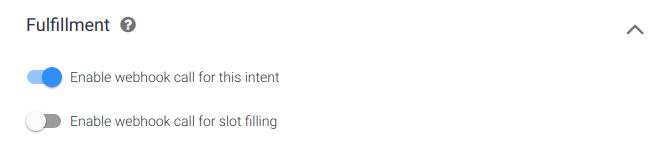 Fulfillment ?
Enable webhook call for this intent
Enable webhook call for slot filling